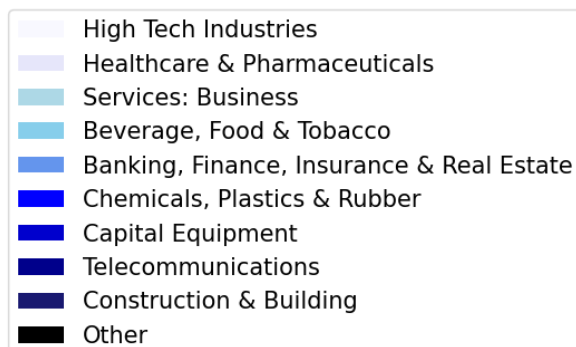 High Tech Industries
Healthcare & Pharmaceuticals
Services: Business
Beverage, Food & Tobacco
Banking, Finance, Insurance & Real Estate
Chemicals, Plastics & Rubber
Capital Equipment
Telecommunications
Construction & Building
Other